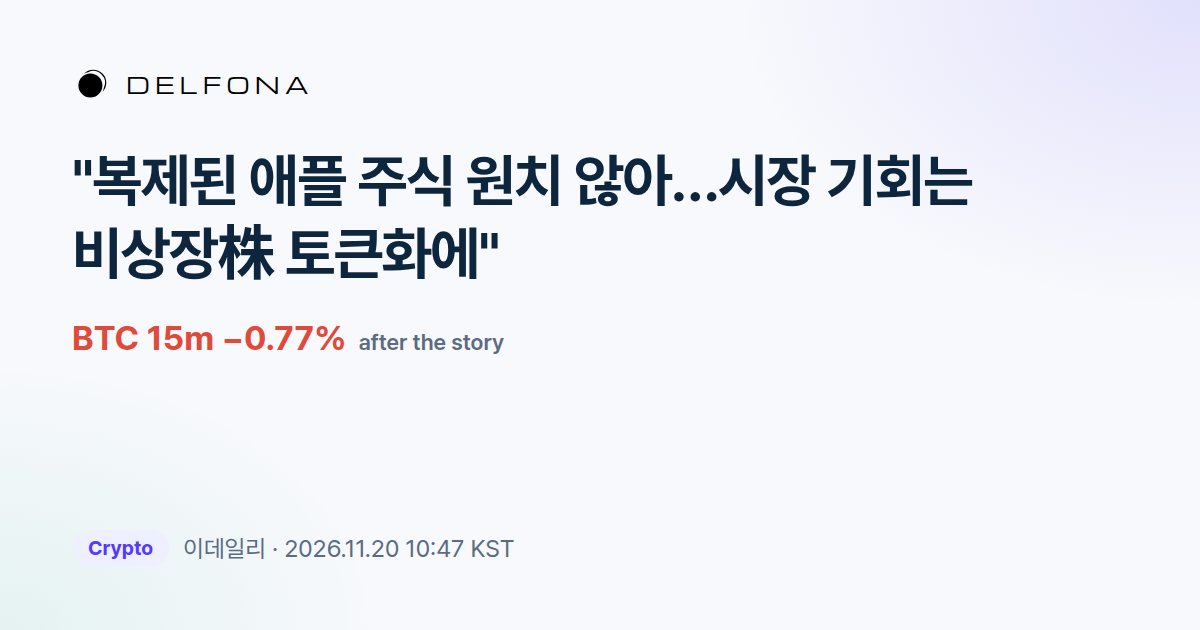 DELFONA
"복제된 애플 주식 원치 않아...시장 기회는
비상장株 토큰화에"
BTC 15m −0.77% after the story
Crypto 이데일리 · 2026.11.20 10:47 KST